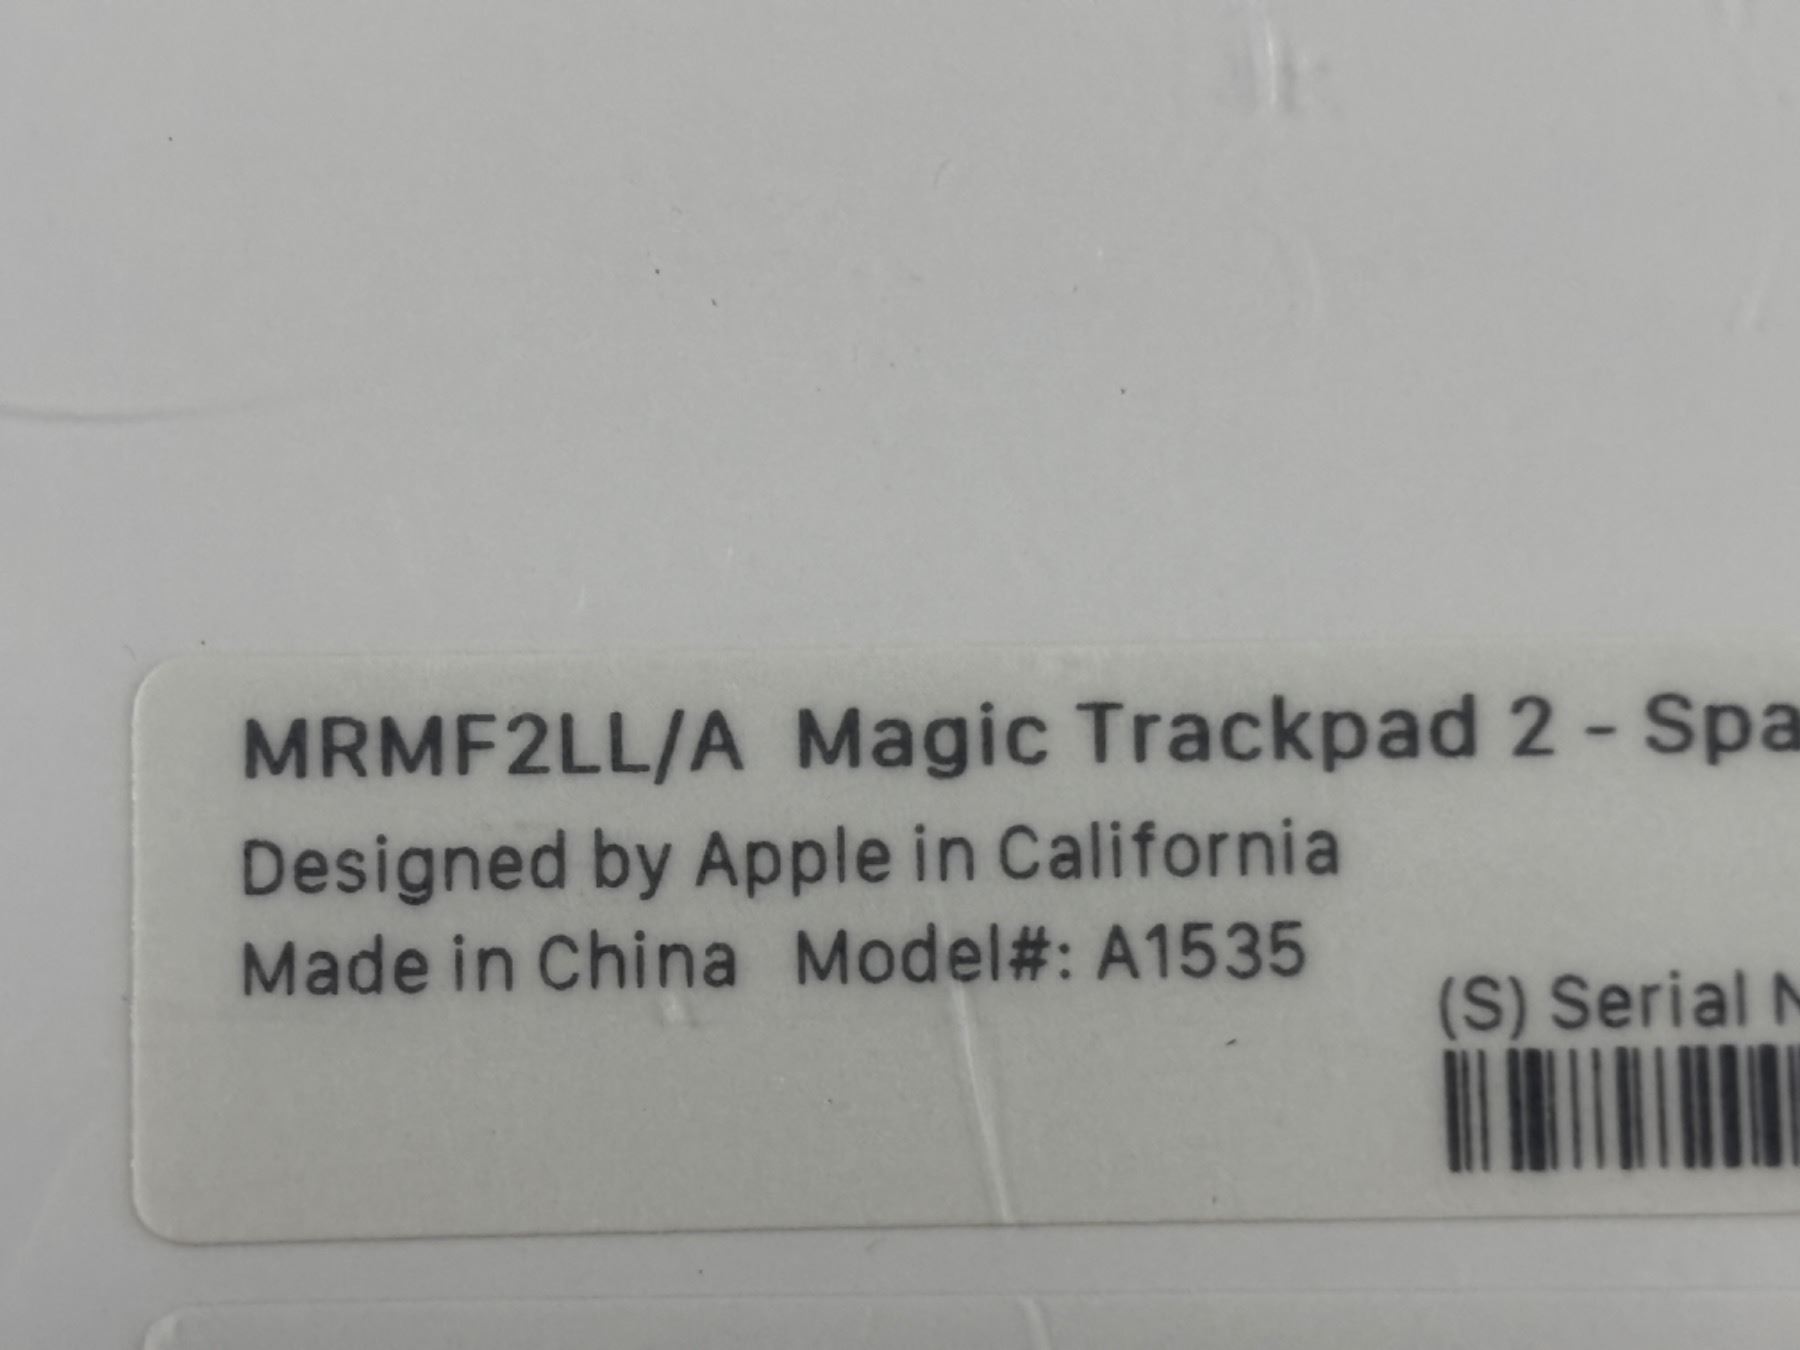 MRMF2LL/A Magic Trackpad 2 - Spa
Designed by Apple in California
Made in China Model#: A1535
(S) Serial N